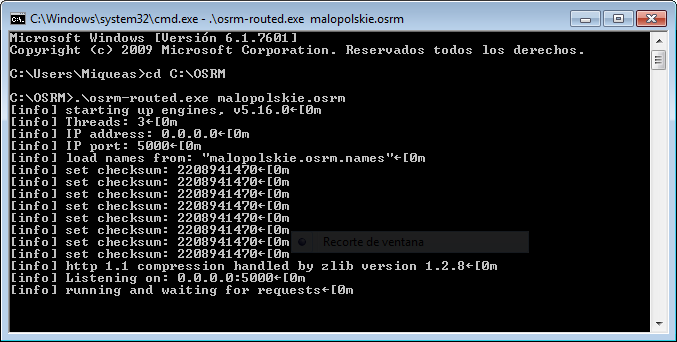 C:\Windows\system32\cmd.exe - .\osrm-routed.exe malopolskie.osrm
Microsoft Windows [Versión 6.1.7601]
Copyright (c) 2009 Microsoft Corporation. Reservados todos los derechos.
C:\Users\Miqueas>cd C:\OSRM
C:\OSRM>.\osrm-routed.exe malopolskie.osrm
[info] starting up engines, v5.16.0←[0m
[info] Threads: 3←[0m
[info] IP address: 0.0.0.0←[0m
[info] IP port: 5000←[0m
[info] load names from: "malopolskie.osrm.names"←[0m
[info] set checksum: 2208941470←[0m
[info] set checksum: 2208941470←[0m
[info] set checksum: 2208941470←[0m
[info] set checksum: 2208941470←[0m
[info] set checksum: 2208941470←[0m
[info] set checksum: 2208941470←[0m
Recorte de ventana
[info] set checksum: 2208941470←[0m
[info] set checksum: 2208941470←[0m
[info] http 1.1 compression handled by zlib version 1.2.8←[0m
[info] Listening on: 0.0.0.0:5000←[0m
[info] running and waiting for requests←[0m